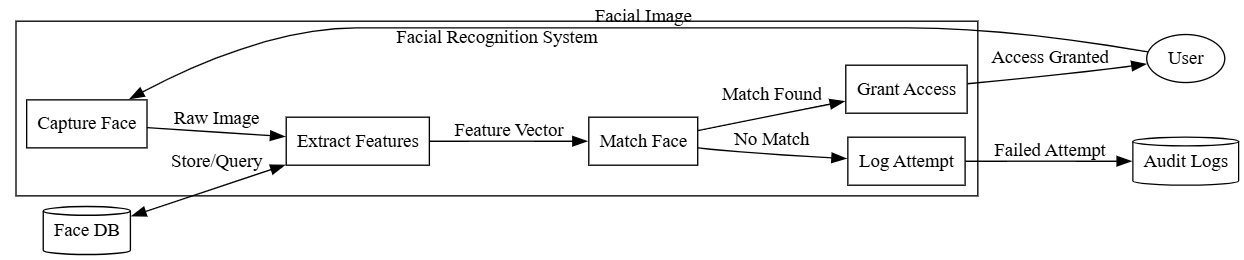 Facial Image
Facial Recognition System
Access Granted
User
Capture Face
Raw Image
Extract Features
Feature Vector
Match Face
Match Found
Grant Access
No Match
Log Attempt
Failed Attempt
Audit Logs
Store/Query
Face DB